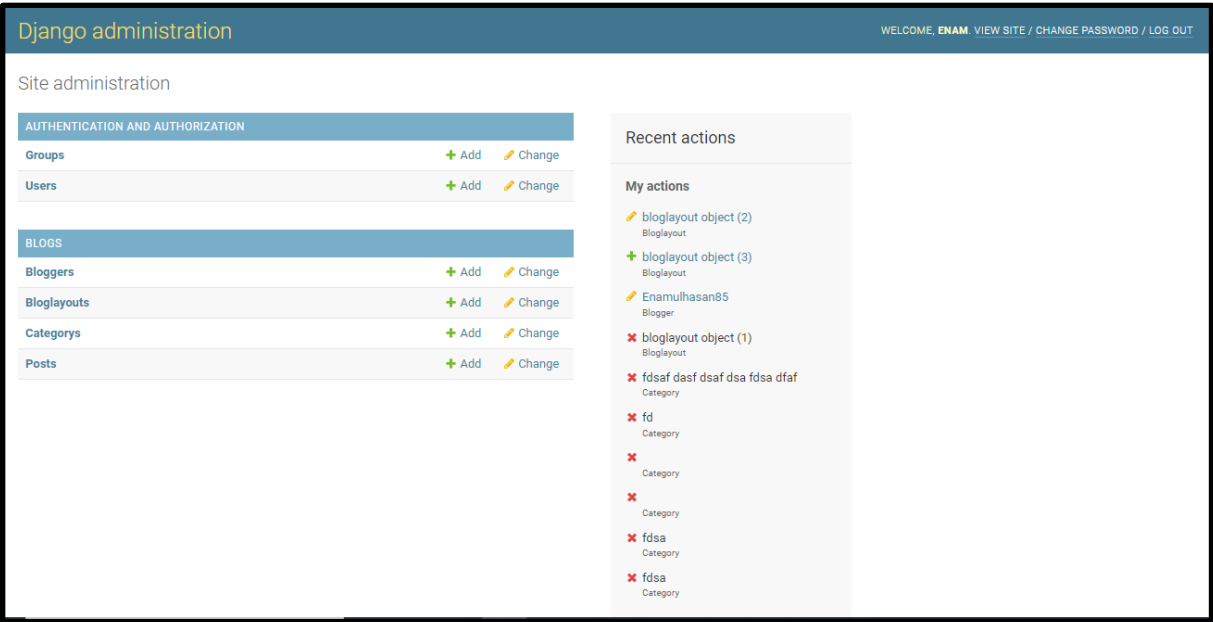 Django administration
WELCOME, ENAM. VIEW SITE / CHANGE PASSWORD / LOG OUT
Site administration
AUTHENTICATION AND AUTHORIZATION
Groups Add Change
Users Add Change
BLOGS
Bloggers Add Change
Bloglayouts Add Change
Categorys Add Change
Posts Add Change
Recent actions
My actions
bloglayout object (2)
Bloglayout
bloglayout object (3)
Bloglayout
Enamulhasan85
Blogger
bloglayout object (1)
Bloglayout
fdsaf dasf dsaf dsa fdsa dfaf
Category
fd
Category
Category
Category
fdsa
Category
fdsa
Category